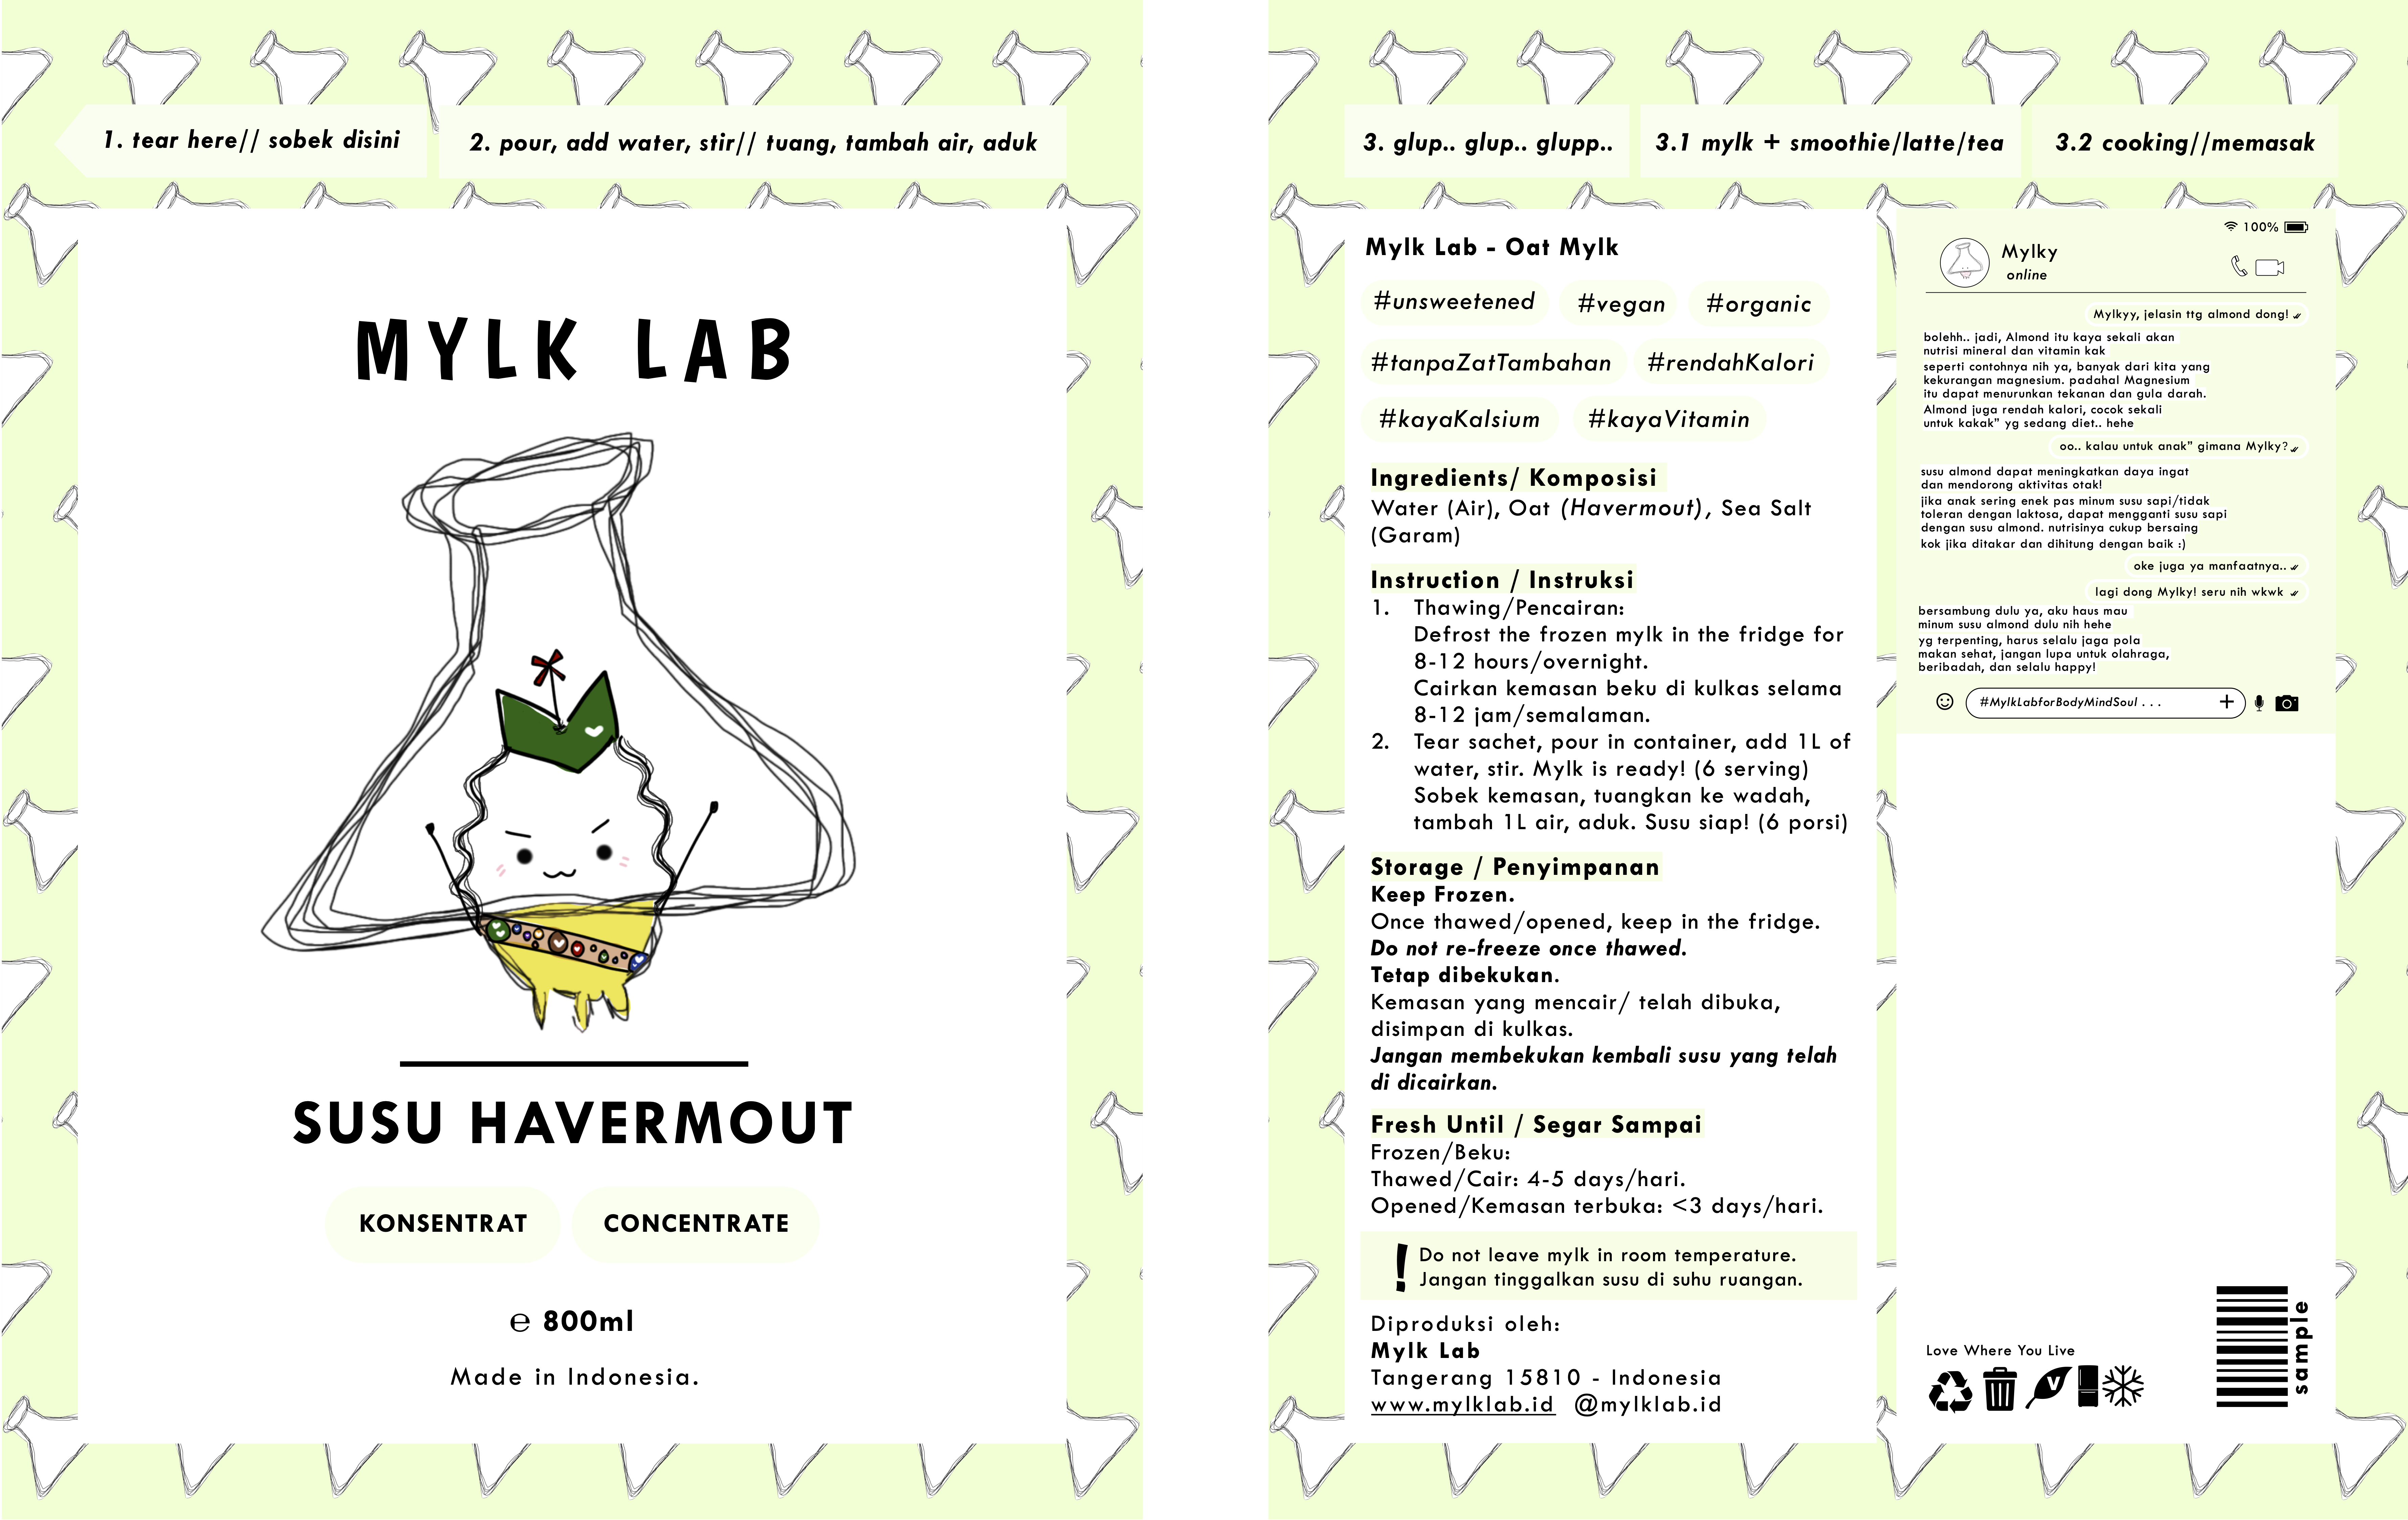 1. tear here// sobek disini
2. pour, add water, stir// tuang, tambah air, aduk
MYLK LAB
SUSU HAVERMOUT
KONSENTRAT
CONCENTRATE
℮ 800ml
Made in Indonesia.
3. glup.. glup.. glupp..
3.1 mylk + smoothie/latte/tea
3.2 cooking//memasak
Mylk Lab - Oat Mylk
#unsweetened #vegan #organic
#tanpaZatTambahan #rendahKalori
#kayaKalsium #kayaVitamin
Ingredients/ Komposisi
Water (Air), Oat (Havermout), Sea Salt
(Garam)
Instruction / Instruksi
1. Thawing/Pencairan:
Defrost the frozen mylk in the fridge for
8-12 hours/overnight.
Cairkan kemasan beku di kulkas selama
8-12 jam/semalaman.
2. Tear sachet, pour in container, add 1L of
water, stir. Mylk is ready! (6 serving)
Sobek kemasan, tuangkan ke wadah,
tambah 1L air, aduk. Susu siap! (6 porsi)
Storage / Penyimpanan
Keep Frozen.
Once thawed/opened, keep in the fridge.
Do not re-freeze once thawed.
Tetap dibekukan.
Kemasan yang mencair/ telah dibuka,
disimpan di kulkas.
Jangan membekukan kembali susu yang telah
di dicairkan.
Fresh Until / Segar Sampai
Frozen/Beku:
Thawed/Cair: 4-5 days/hari.
Opened/Kemasan terbuka: <3 days/hari.
! Do not leave mylk in room temperature.
Jangan tinggalkan susu di suhu ruangan.
Diproduksi oleh:
Mylk Lab
Tangerang 15810 - Indonesia
www.mylklab.id @mylklab.id
100%
Mylky
online
Mylkyy, jelasin ttg almond dong!
bolehh.. jadi, Almond itu kaya sekali akan
nutrisi mineral dan vitamin kak
seperti contohnya nih ya, banyak dari kita yang
kekurangan magnesium. padahal Magnesium
itu dapat menurunkan tekanan dan gula darah.
Almond juga rendah kalori, cocok sekali
untuk kakak” yg sedang diet.. hehe
oo.. kalau untuk anak” gimana Mylky?
susu almond dapat meningkatkan daya ingat
dan mendorong aktivitas otak!
jika anak sering enek pas minum susu sapi/tidak
toleran dengan laktosa, dapat mengganti susu sapi
dengan susu almond. nutrisinya cukup bersaing
kok jika ditakar dan dihitung dengan baik :)
oke juga ya manfaatnya..
lagi dong Mylky! seru nih wkwk
bersambung dulu ya, aku haus mau
minum susu almond dulu nih hehe
yg terpenting, harus selalu jaga pola
makan sehat, jangan lupa untuk olahraga,
beribadah, dan selalu happy!
#MylkLabforBodyMindSoul . . .
Love Where You Live
V
sample